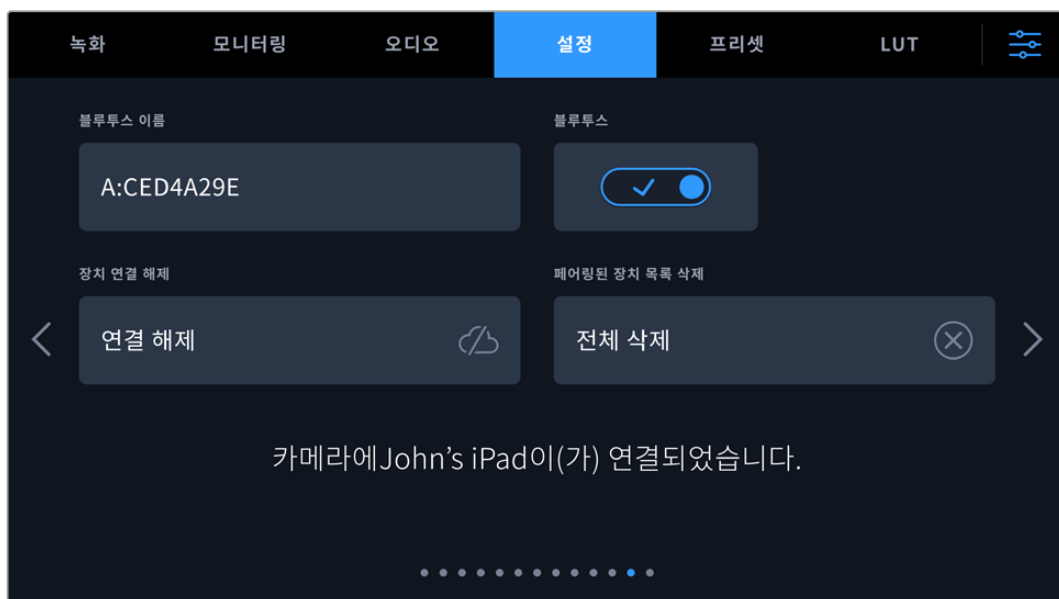 녹화 모니터링 오디오 설정 프리셋 LUT
블루투스 이름 블루투스
A:CED4A29E
장치 연결 해제 페어링된 장치 목록 삭제
연결 해제 전체 삭제
카메라에John's iPad이(가) 연결되었습니다.